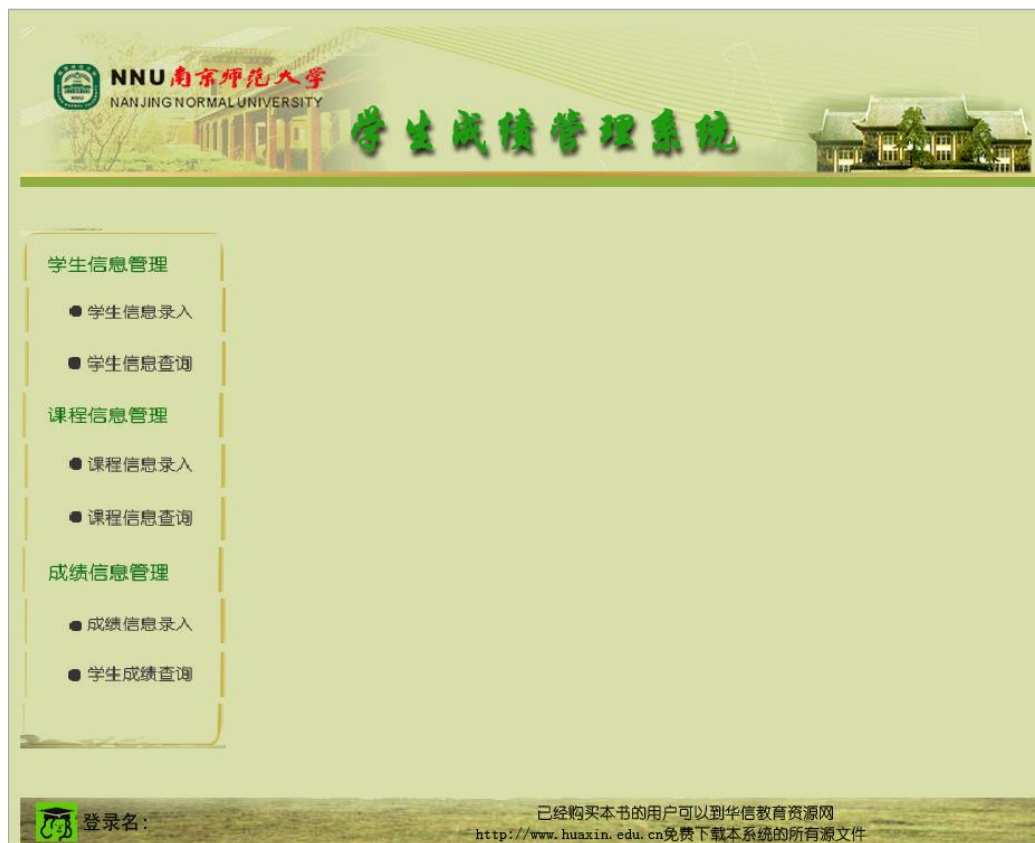 NNU南京师范大学
NANJING NORMAL UNIVERSITY
学生成绩管理系统
学生信息管理
学生信息录入
学生信息查询
课程信息管理
课程信息录入
课程信息查询
成绩信息管理
成绩信息录入
学生成绩查询
登录名：
已经购买本书的用户可以到华信教育资源网
http://www.huaxin.edu.cn免费下载本系统的所有源文件